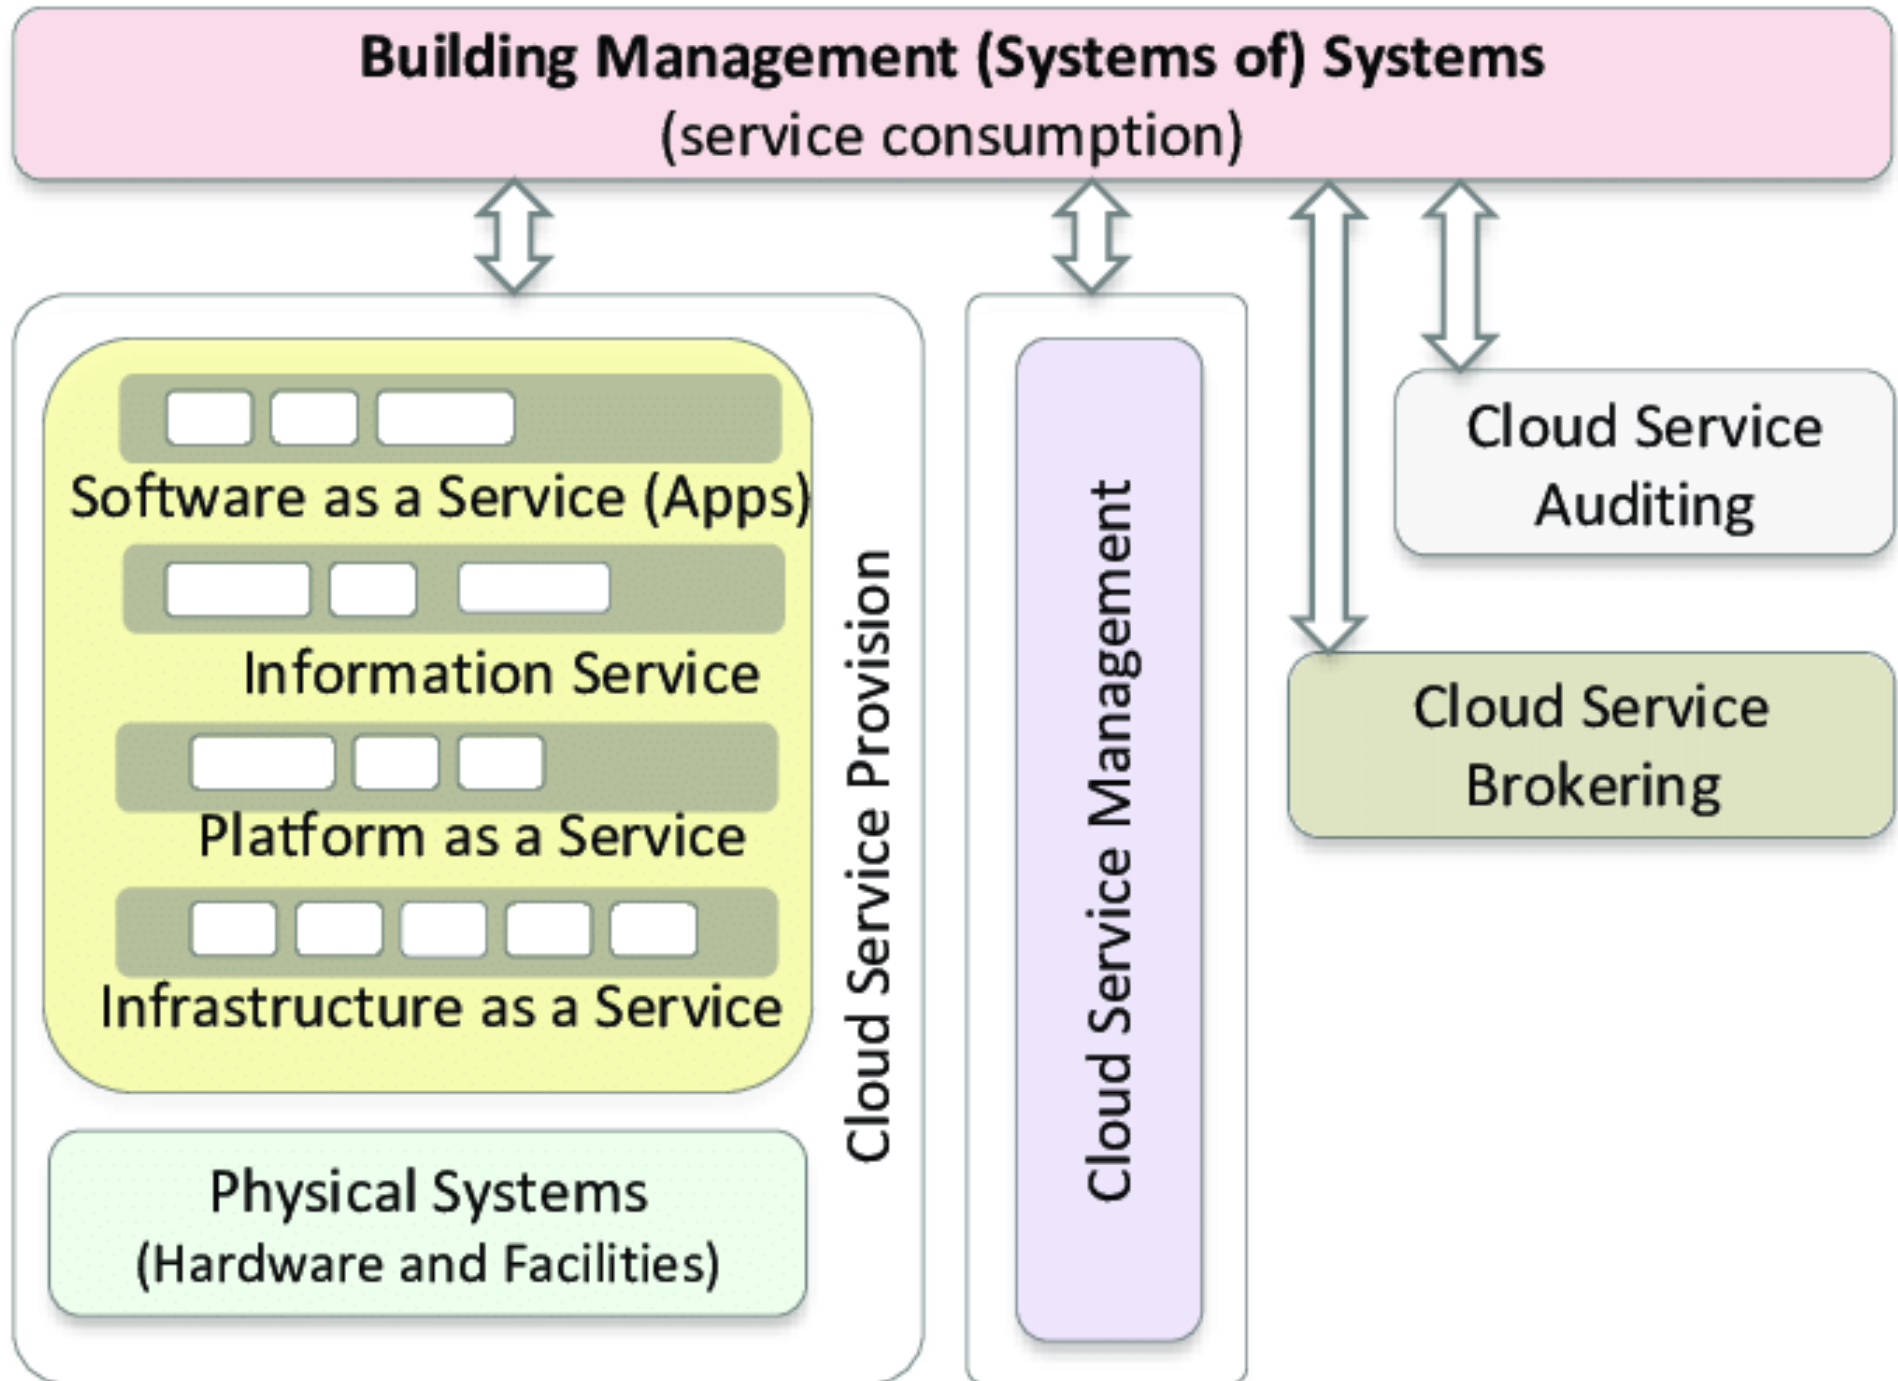 Building Management (Systems of) Systems
(service consumption)
Software as a Service (Apps)
Information Service
Platform as a Service
Infrastructure as a Service
Physical Systems
(Hardware and Facilities)
Cloud Service Provision
Cloud Service Management
Cloud Service
Auditing
Cloud Service
Brokering